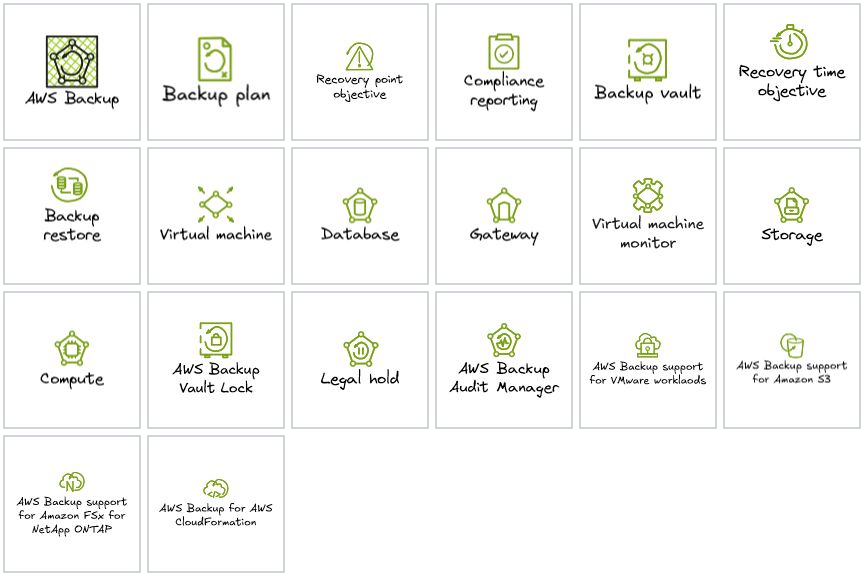 AWS Backup
Backup plan
Recovery point
objective
Compliance
reporting
Backup vault
Recovery time
objective
Backup
restore
Virtual machine
Database
Gateway
Virtual machine
monitor
Storage
Compute
AWS Backup
Vault Lock
Legal hold
AWS Backup
Audit Manager
AWS Backup support
for VMware worklaods
AWS Backup support
for Amazon S3
AWS Backup support
for Amazon FSx for
NetApp ONTAP
AWS Backup for AWS
CloudFormation